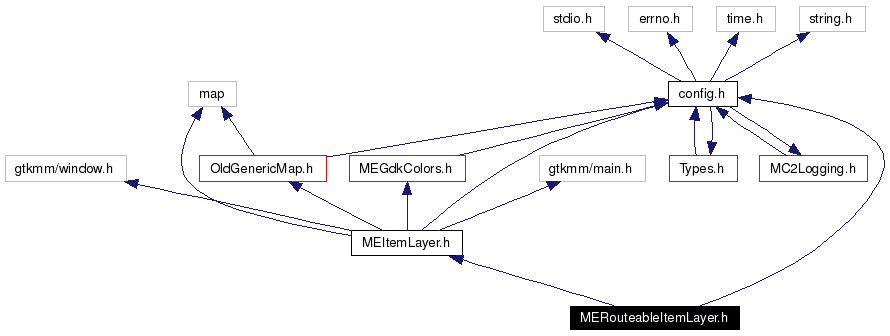 stdio.h
errno.h
time.h
string.h
map
config.h
gtkmm/window.h
OldGenericMap.h
MEGdkColors.h
gtkmm/main.h
Types.h
MC2Logging.h
MEItemLayer.h
MERouteableItemLayer.h